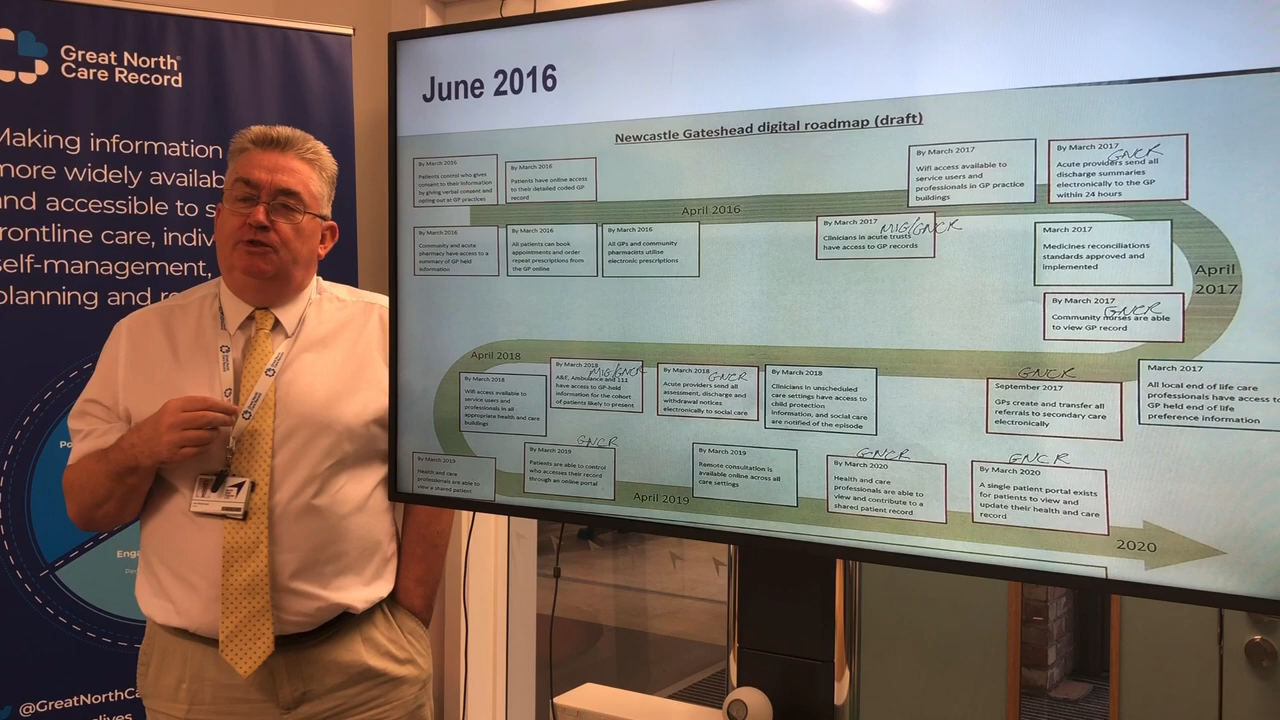 Great North
Care Record
Making information
more widely availab
and accessible to s
frontline care, indiv
self-management,
planning and re
Enga
@GreatNorthCa
June 2016
Newcastle Gateshead digital roadmap (draft)
By March 2016
Patients control who gives
consent to their information
by giving verbal consent and
opting out at GP practices
By March 2016
Patients have online access
to their detailed coded GP
record
By March 2017
Wifi access available to
service users and
professionals in GP practice
buildings
By March 2017
GNCR
Acute providers send all
discharge summaries
electronically to the GP
within 24 hours
April 2016
By March 2016
Community and acute
pharmacy have access to a
summary of GP held
information
By March 2016
All patients can book
appointments and order
repeat prescriptions from
the GP online
By March 2016
All GPs and community
pharmacists utilise
electronic prescriptions
By March 2017
MIG/GNCR
Clinicians in acute trusts
have access to GP records
March 2017
Medicines reconciliations
standards approved and
implemented
April
2017
By March 2017
GNCR
Community nurses are able
to view GP record
April 2018
By March 2018
Wifi access available to
service users and
professionals in all
appropriate health and care
buildings
By March 2018
MIG/GNCR
A&E, Ambulance and 111
have access to GP-held
information for the cohort
of patients likely to present
By March 2018
GNCR
Acute providers send all
assessment, discharge and
withdrawal notices
electronically to social care
By March 2018
Clinicians in unscheduled
care settings have access to
child protection
information, and social care
are notified of the episode
GNCR
September 2017
GPs create and transfer all
referrals to secondary care
electronically
March 2017
All local end of life care
professionals have access to
GP held end of life
preference information
By March 2019
Health and care
professionals are able to
view a shared patient
GNCR
By March 2019
Patients are able to control
who accesses their record
through an online portal
By March 2019
Remote consultation is
available online across all
care settings
GNCR
By March 2020
Health and care
professionals are able to
view and contribute to a
shared patient record
GNCR
By March 2020
A single patient portal exists
for patients to view and
update their health and care
record
April 2019
2020